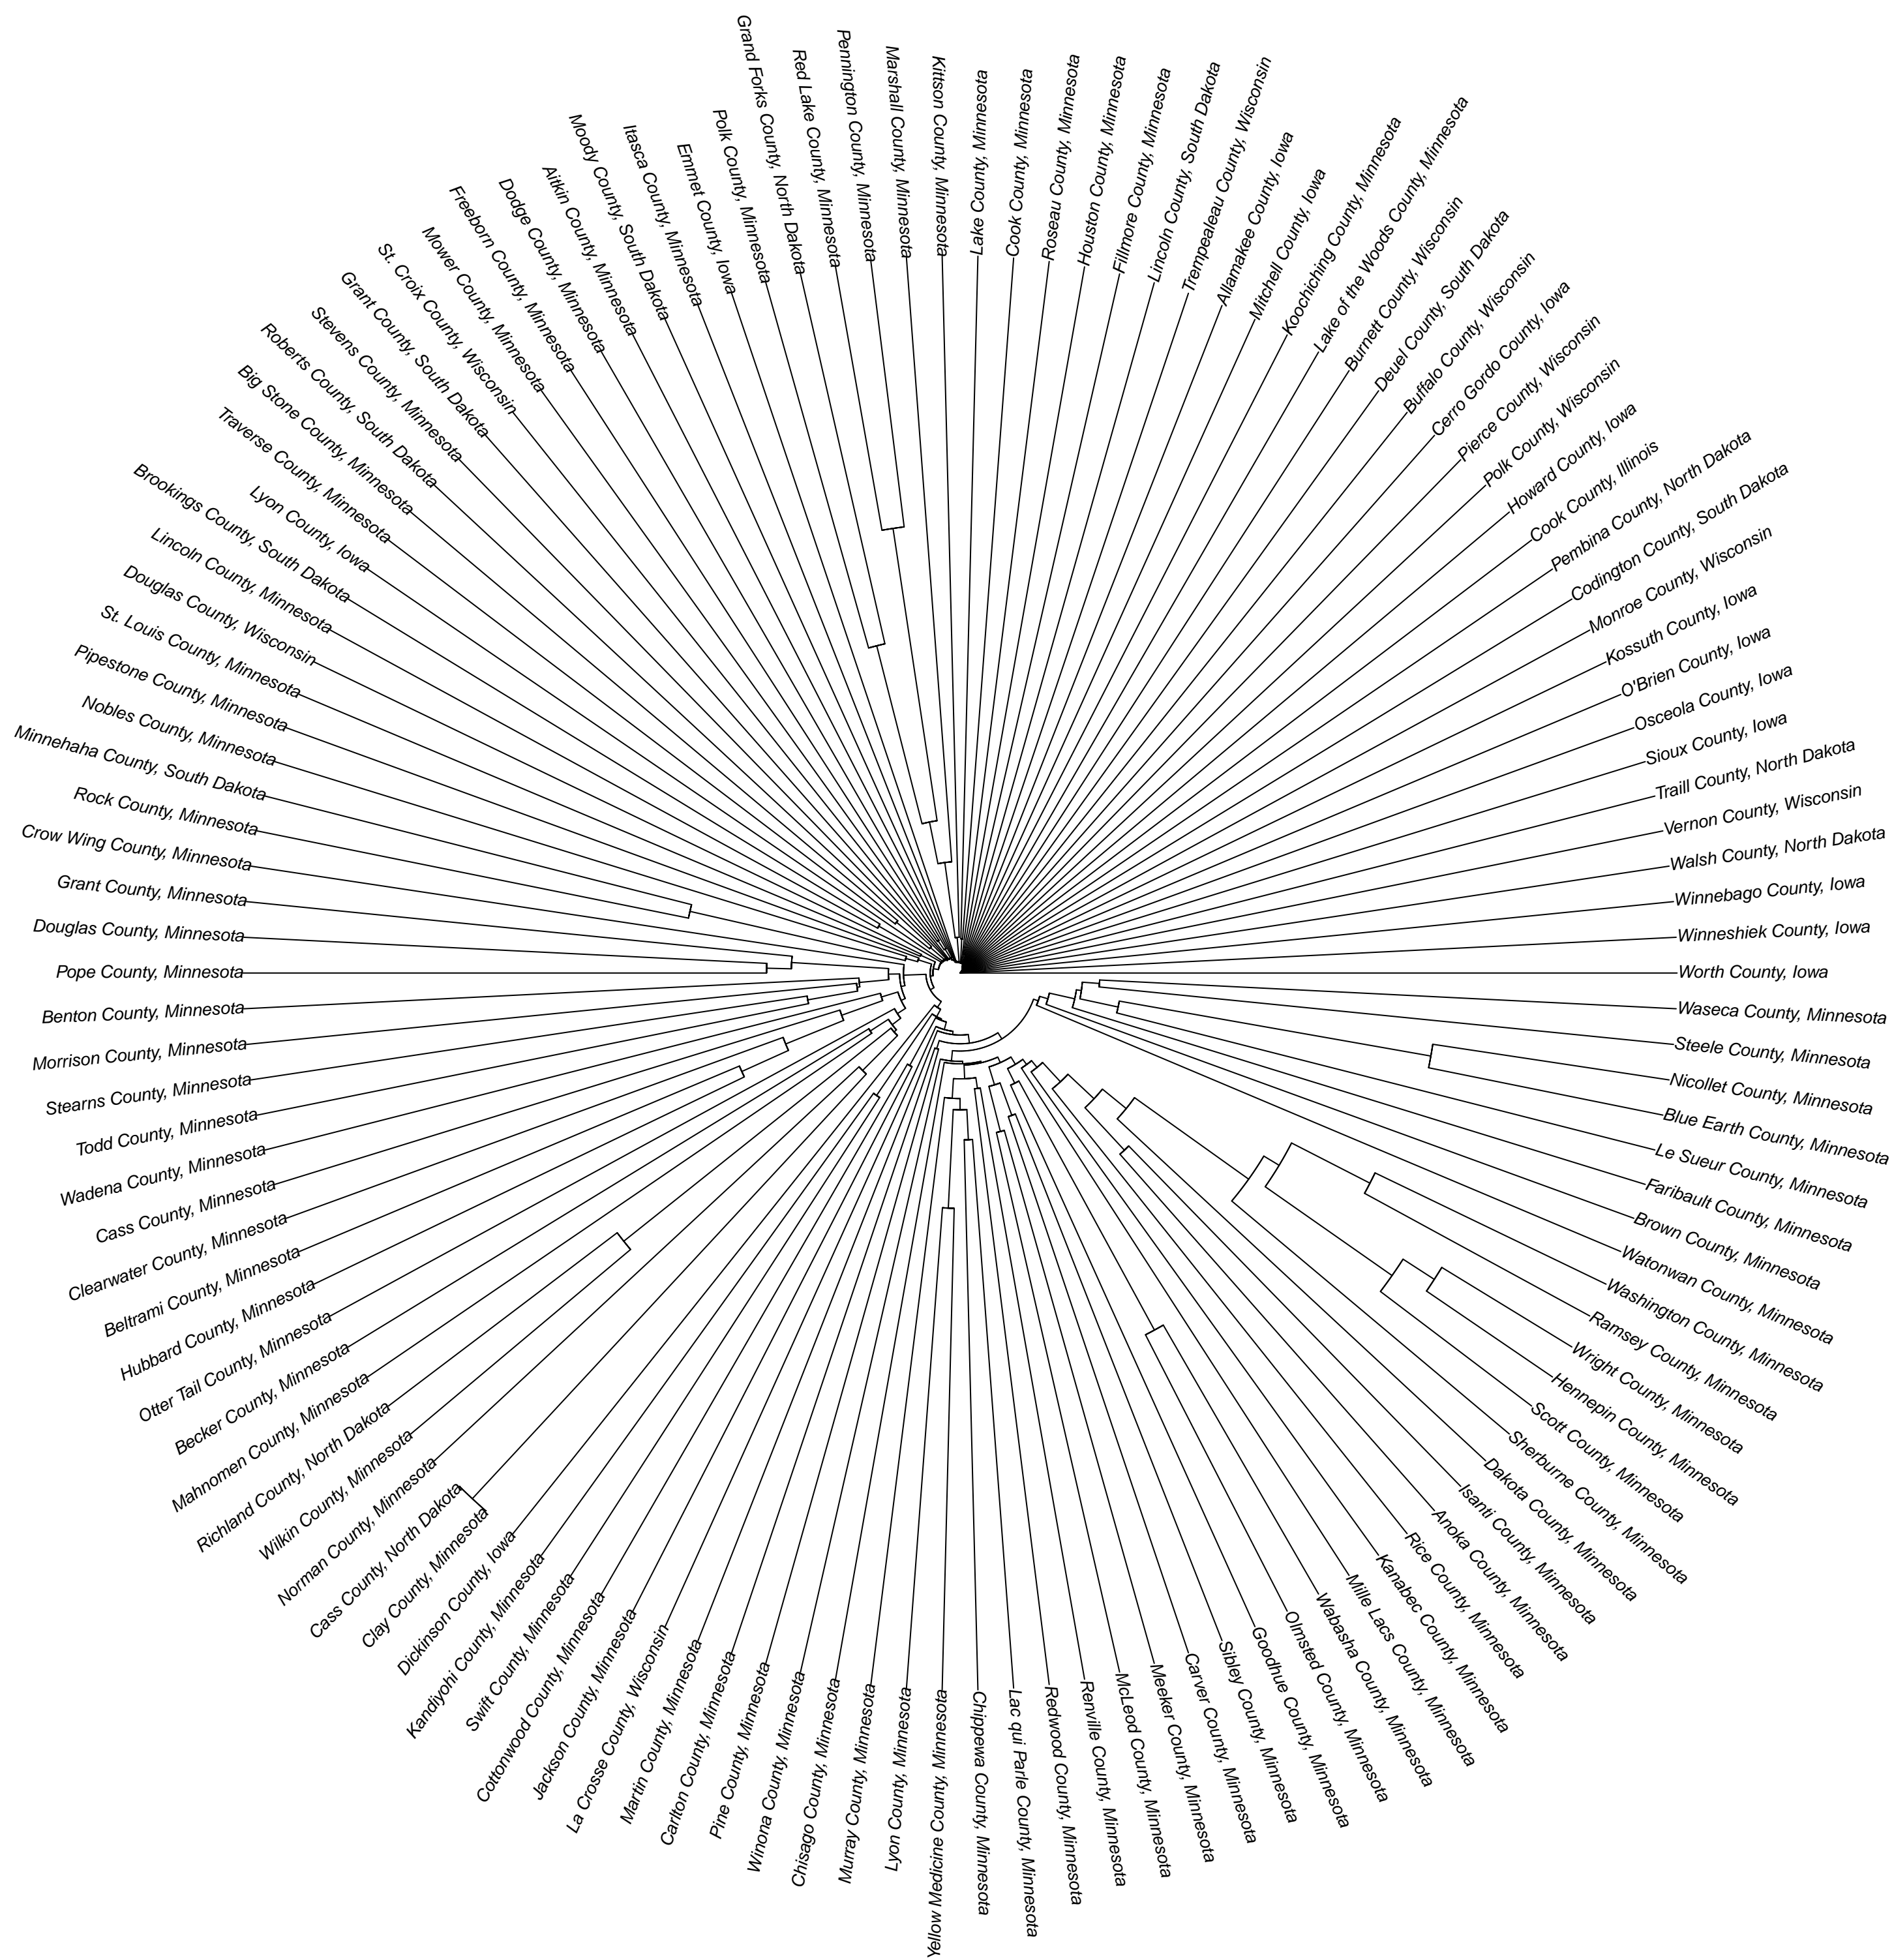 Kittson County, Minnesota
Lake County, Minnesota
Cook County, Minnesota
Roseau County, Minnesota
Houston County, Minnesota
Fillmore County, Minnesota
Lincoln County, South Dakota
Trempealeau County, Wisconsin
Allamakee County, Iowa
Mitchell County, Iowa
Koochiching County, Minnesota
Lake of the Woods County, Minnesota
Burnett County, Wisconsin
Deuel County, South Dakota
Buffalo County, Wisconsin
Cerro Gordo County, Iowa
Pierce County, Wisconsin
Polk County, Wisconsin
Howard County, Iowa
Cook County, Illinois
Pembina County, North Dakota
Codington County, South Dakota
Monroe County, Wisconsin
Kossuth County, Iowa
O'Brien County, Iowa
Osceola County, Iowa
Sioux County, Iowa
Traill County, North Dakota
Vernon County, Wisconsin
Walsh County, North Dakota
Winnebago County, Iowa
Winneshiek County, Iowa
Worth County, Iowa
Waseca County, Minnesota
Steele County, Minnesota
Nicollet County, Minnesota
Blue Earth County, Minnesota
Le Sueur County, Minnesota
Faribault County, Minnesota
Brown County, Minnesota
Watonwan County, Minnesota
Washington County, Minnesota
Ramsey County, Minnesota
Wright County, Minnesota
Hennepin County, Minnesota
Scott County, Minnesota
Sherburne County, Minnesota
Dakota County, Minnesota
Isanti County, Minnesota
Anoka County, Minnesota
Rice County, Minnesota
Kanabec County, Minnesota
Mille Lacs County, Minnesota
Wabasha County, Minnesota
Olmsted County, Minnesota
Goodhue County, Minnesota
Sibley County, Minnesota
Carver County, Minnesota
Meeker County, Minnesota
McLeod County, Minnesota
Renville County, Minnesota
Redwood County, Minnesota
Lac qui Parle County, Minnesota
Chippewa County, Minnesota
Yellow Medicine County, Minnesota
Lyon County, Minnesota
Murray County, Minnesota
Chisago County, Minnesota
Winona County, Minnesota
Pine County, Minnesota
Carlton County, Minnesota
Martin County, Minnesota
La Crosse County, Wisconsin
Jackson County, Minnesota
Cottonwood County, Minnesota
Swift County, Minnesota
Kandiyohi County, Minnesota
Dickinson County, Iowa
Clay County, Minnesota
Cass County, North Dakota
Norman County, Minnesota
Wilkin County, Minnesota
Richland County, North Dakota
Mahnomen County, Minnesota
Becker County, Minnesota
Otter Tail County, Minnesota
Hubbard County, Minnesota
Beltrami County, Minnesota
Clearwater County, Minnesota
Cass County, Minnesota
Wadena County, Minnesota
Todd County, Minnesota
Stearns County, Minnesota
Morrison County, Minnesota
Benton County, Minnesota
Pope County, Minnesota
Douglas County, Minnesota
Grant County, Minnesota
Crow Wing County, Minnesota
Rock County, Minnesota
Minnehaha County, South Dakota
Nobles County, Minnesota
Pipestone County, Minnesota
St. Louis County, Minnesota
Douglas County, Wisconsin
Lincoln County, Minnesota
Brookings County, South Dakota
Lyon County, Iowa
Traverse County, Minnesota
Big Stone County, Minnesota
Roberts County, South Dakota
Stevens County, Minnesota
Grant County, South Dakota
St. Croix County, Wisconsin
Mower County, Minnesota
Freeborn County, Minnesota
Dodge County, Minnesota
Aitkin County, Minnesota
Moody County, South Dakota
Itasca County, Minnesota
Emmet County, Iowa
Polk County, Minnesota
Grand Forks County, North Dakota
Red Lake County, Minnesota
Pennington County, Minnesota
Marshall County, Minnesota